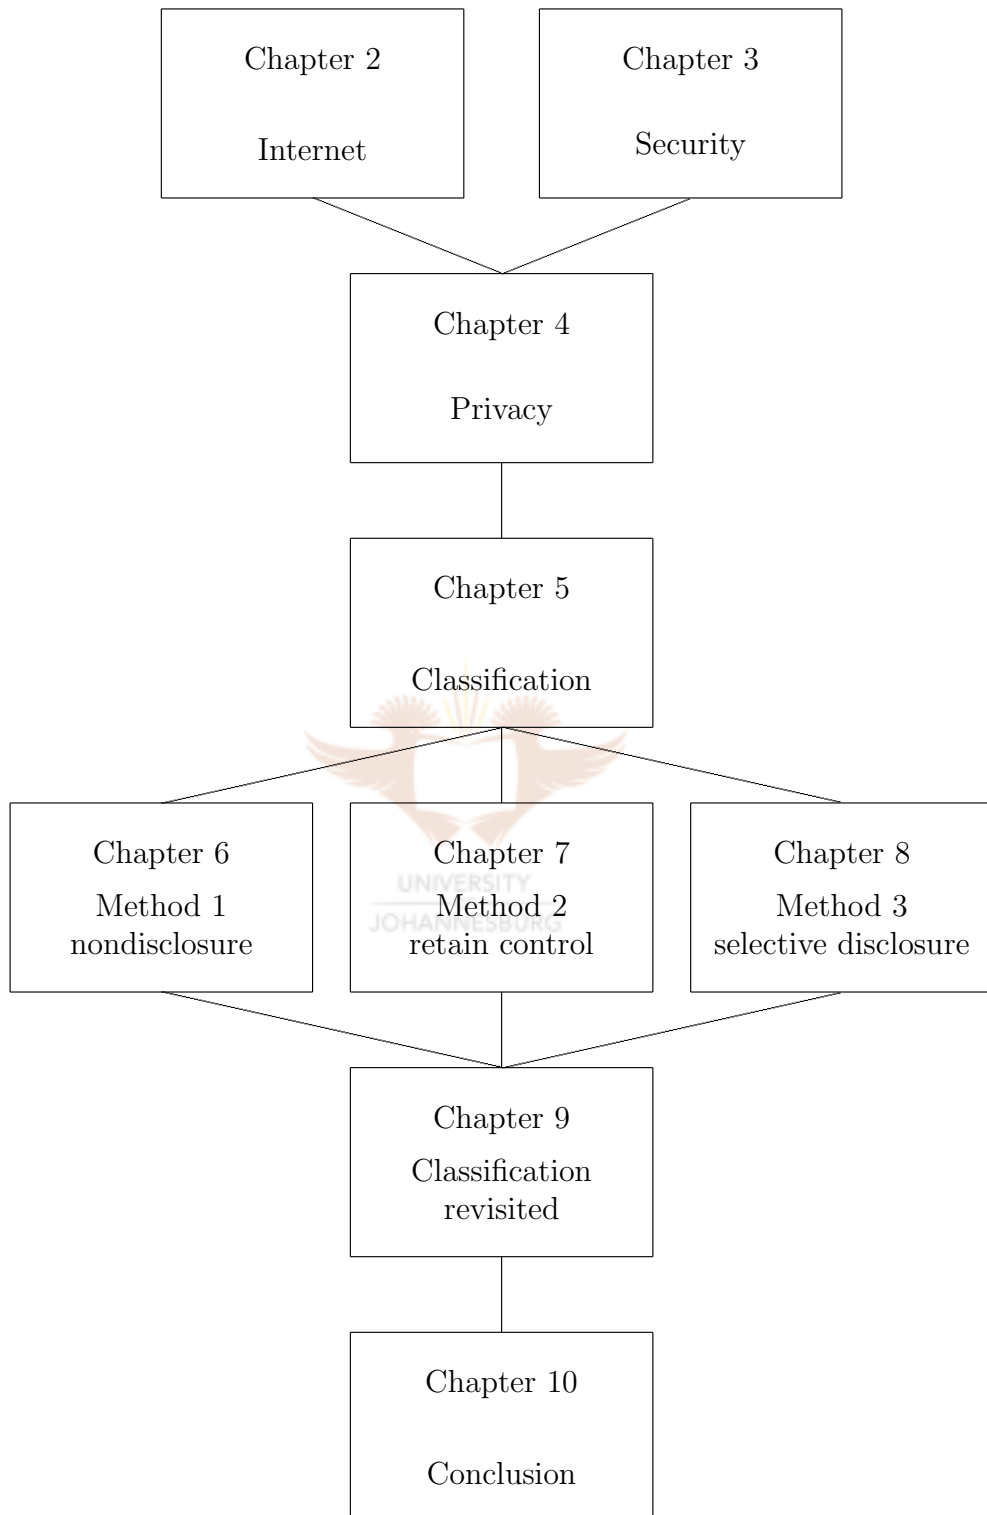 Chapter 2
Internet
Chapter 3
Security
Chapter 4
Privacy
Chapter 5
Classification
Chapter 6
Method 1
nondisclosure
Chapter 7
Method 2
retain control
Chapter 8
Method 3
selective disclosure
UNIVERSITY
JOHANNESBURG
Chapter 9
Classification
revisited
Chapter 10
Conclusion